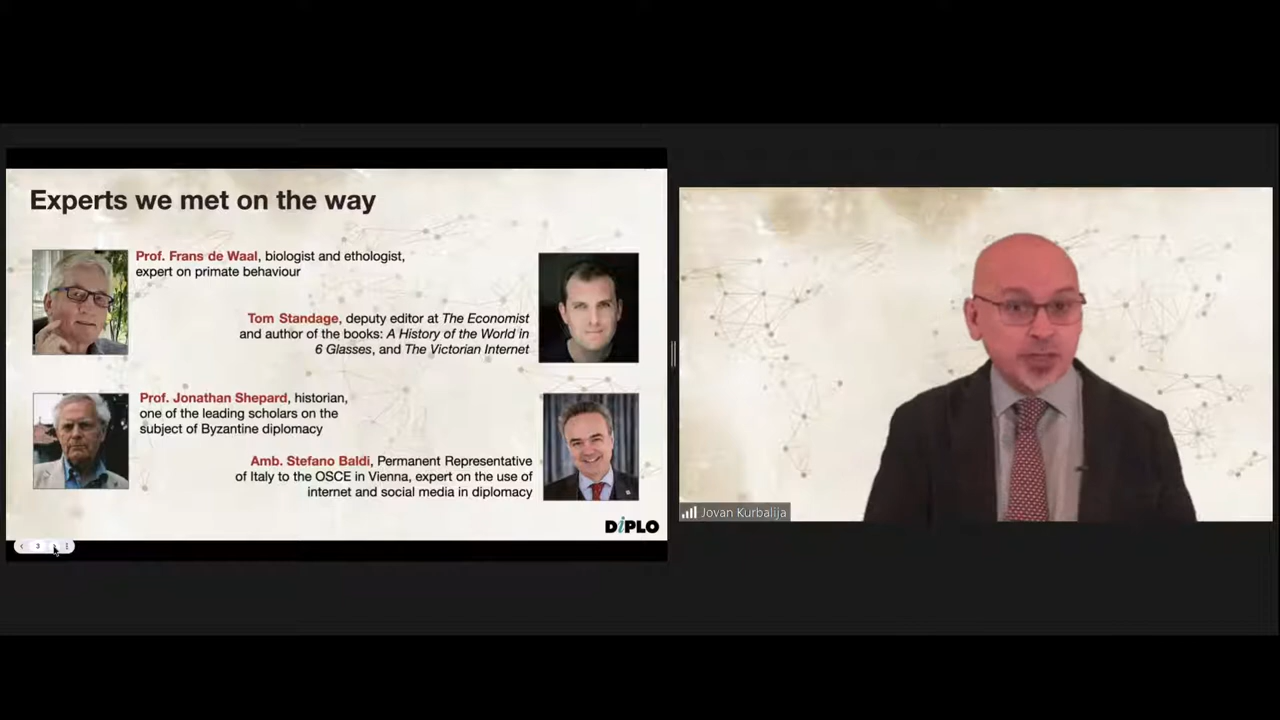 Experts we met on the way
Prof. Frans de Waal, biologist and ethologist,
expert on primate behaviour
Tom Standage, deputy editor at The Economist
and author of the books: A History of the World in
6 Glasses, and The Victorian Internet
Prof. Jonathan Shepard, historian,
one of the leading scholars on the
subject of Byzantine diplomacy
Amb. Stefano Baldi, Permanent Representative
of Italy to the OSCE in Vienna, expert on the use of
internet and social media in diplomacy
DiPLO
3
Jovan Kurbalija